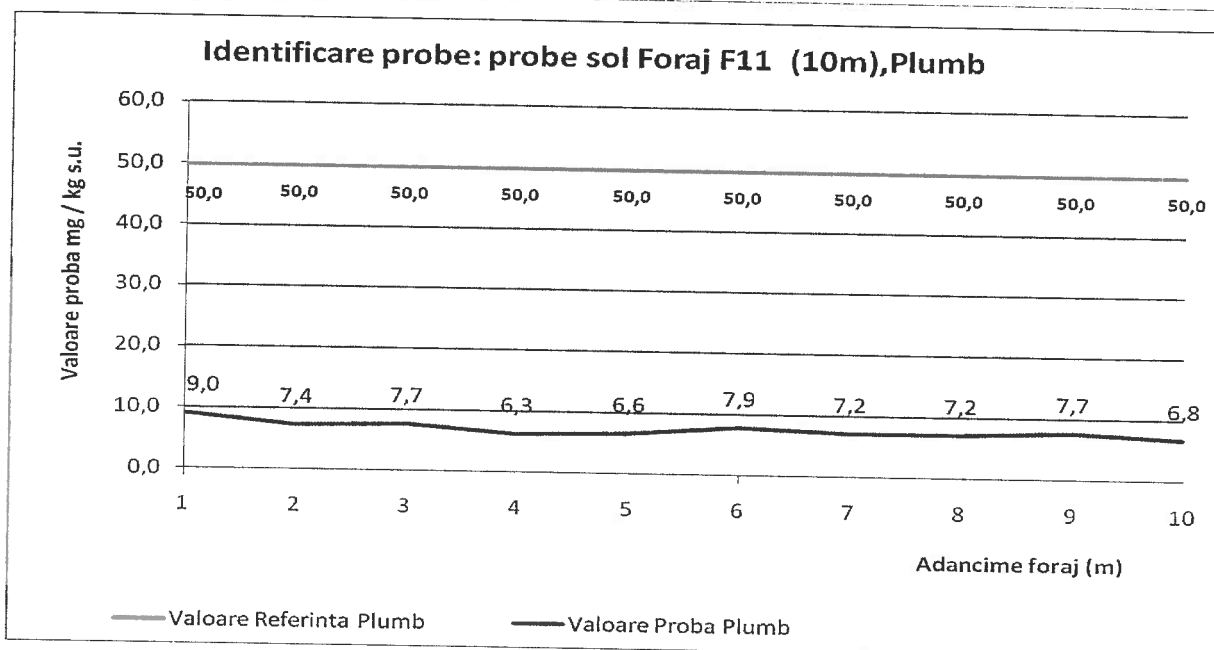 Identificare probe: probe sol Foraj F11 (10m),Plumb
Valoare proba mg / kg s.u.
60,0
50,0
50,0 50,0 50,0 50,0 50,0 50,0 50,0 50,0 50,0 50,0
40,0
30,0
20,0
9,0 7,4 7,7 6,3 6,6 7,9 7,2 7,2 7,7 6,8
10,0
0,0
1 2 3 4 5 6 7 8 9 10
Adancime foraj (m)
Valoare Referinta Plumb Valoare Proba Plumb